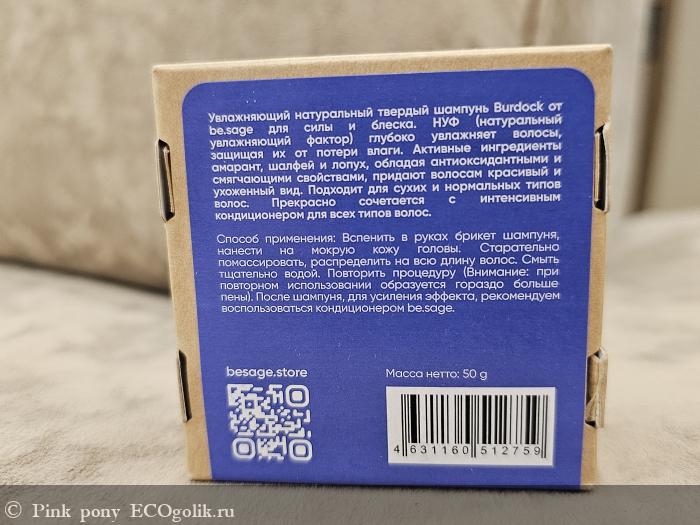 Увлажняющий натуральный твердый шампунь Burdock от
be.sage для силы и блеска. НУФ (натуральный
увлажняющий фактор) глубоко увлажняет волосы,
защищая их от потери влаги. Активные ингредиенты
амарант, шалфей и лопух, обладая антиоксидантными и
смягчающими свойствами, придают волосам красивый и
ухоженный вид. Подходит для сухих и нормальных типов
волос. Прекрасно сочетается с интенсивным
кондиционером для всех типов волос.
Способ применения: Вспенить в руках брикет шампуня,
нанести на мокрую кожу головы. Старательно
помассировать, распределить на всю длину волос. Смыть
тщательно водой. Повторить процедуру (Внимание: при
повторном использовании образуется гораздо больше
пены). После шампуня, для усиления эффекта, рекомендуем
воспользоваться кондиционером be.sage.
besage.store
Масса нетто: 50 g
4 631160 512759
© Pink pony ECOgolik.ru